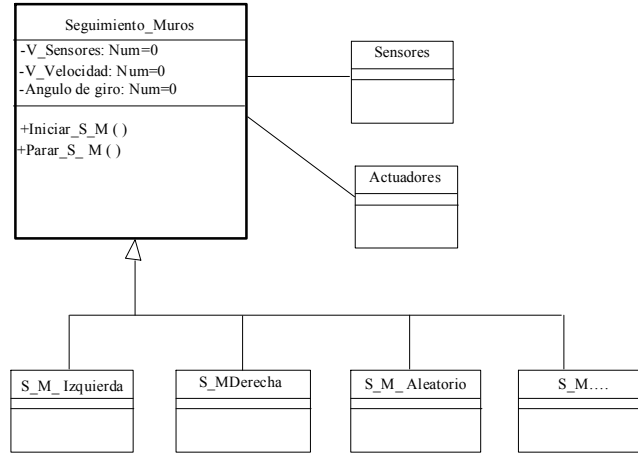 Seguimiento_Muros
-V_Sensores: Num=0
-V_Velocidad: Num=0
-Angulo de giro: Num=0
+Iniciar_S_M ( )
+Parar_S_ M ( )
Sensores
Actuadores
S_M_ Izquierda
S_MDerecha
S_M_ Aleatorio
S_M….